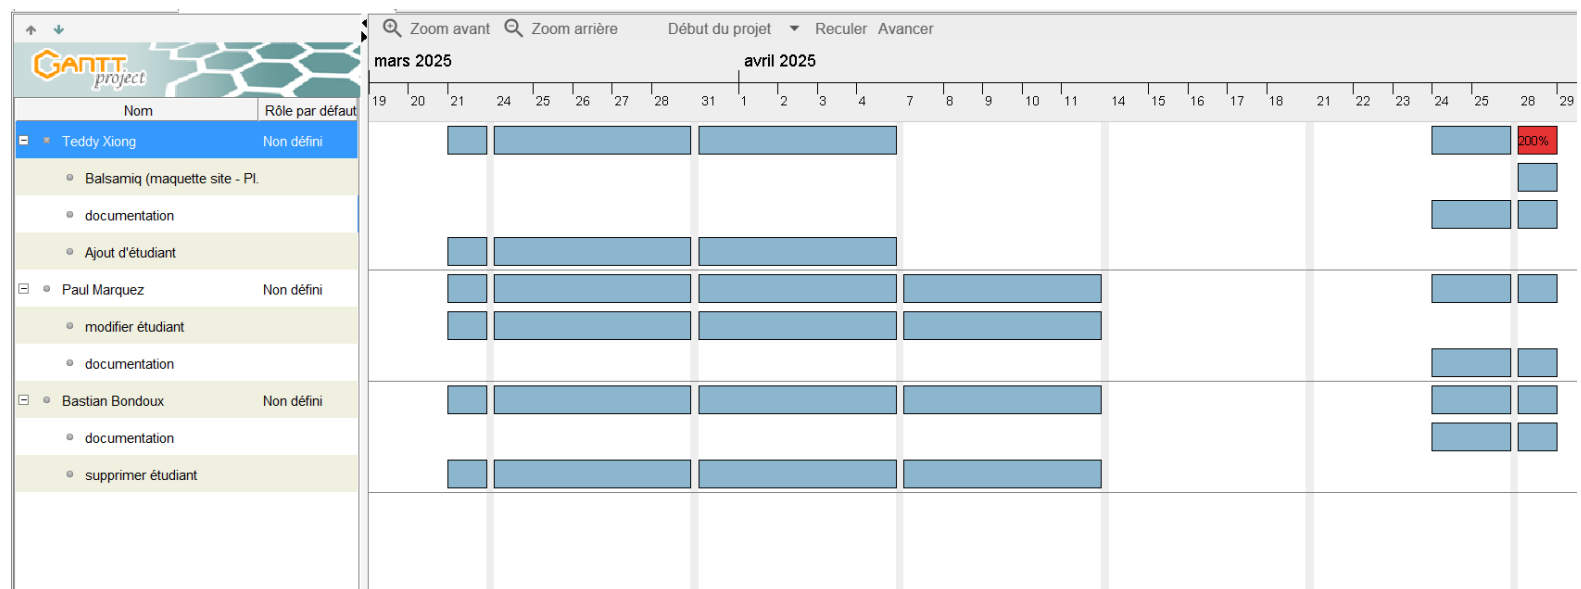 Zoom avant Zoom arrière Début du projet Reculer Avancer
GANTT
project
mars 2025 avril 2025
19 20 21 24 25 26 27 28 31 1 2 3 4 7 8 9 10 11 14 15 16 17 18 21 22 23 24 25 28 29
Nom Rôle par défaut
Teddy Xiong Non défini 200%
Balsamiq (maquette site - Pl.
documentation
Ajout d'étudiant
Paul Marquez Non défini
modifier étudiant
documentation
Bastian Bondoux Non défini
documentation
supprimer étudiant